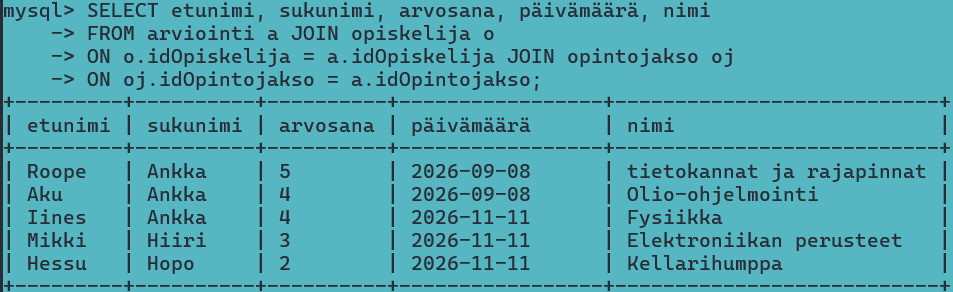 mysql> SELECT etunimi, sukunimi, arvosana, päivämäärä, nimi
    -> FROM arviointi a JOIN opiskelija o
    -> ON o.idOpiskelija = a.idOpiskelija JOIN opintojakso oj
    -> ON oj.idOpintojakso = a.idOpintojakso;
+---------+----------+----------+-----------------+---------------------------+
| etunimi | sukunimi | arvosana | päivämäärä      | nimi                      |
+---------+----------+----------+-----------------+---------------------------+
| Roope   | Ankka    | 5        | 2026-09-08      | tietokannat ja rajapinnat |
| Aku     | Ankka    | 4        | 2026-09-08      | Olio-ohjelmointi          |
| Iines   | Ankka    | 4        | 2026-11-11      | Fysiikka                  |
| Mikki   | Hiiri    | 3        | 2026-11-11      | Elektroniikan perusteet   |
| Hessu   | Hopo     | 2        | 2026-11-11      | Kellarihumppa             |
+---------+----------+----------+-----------------+---------------------------+